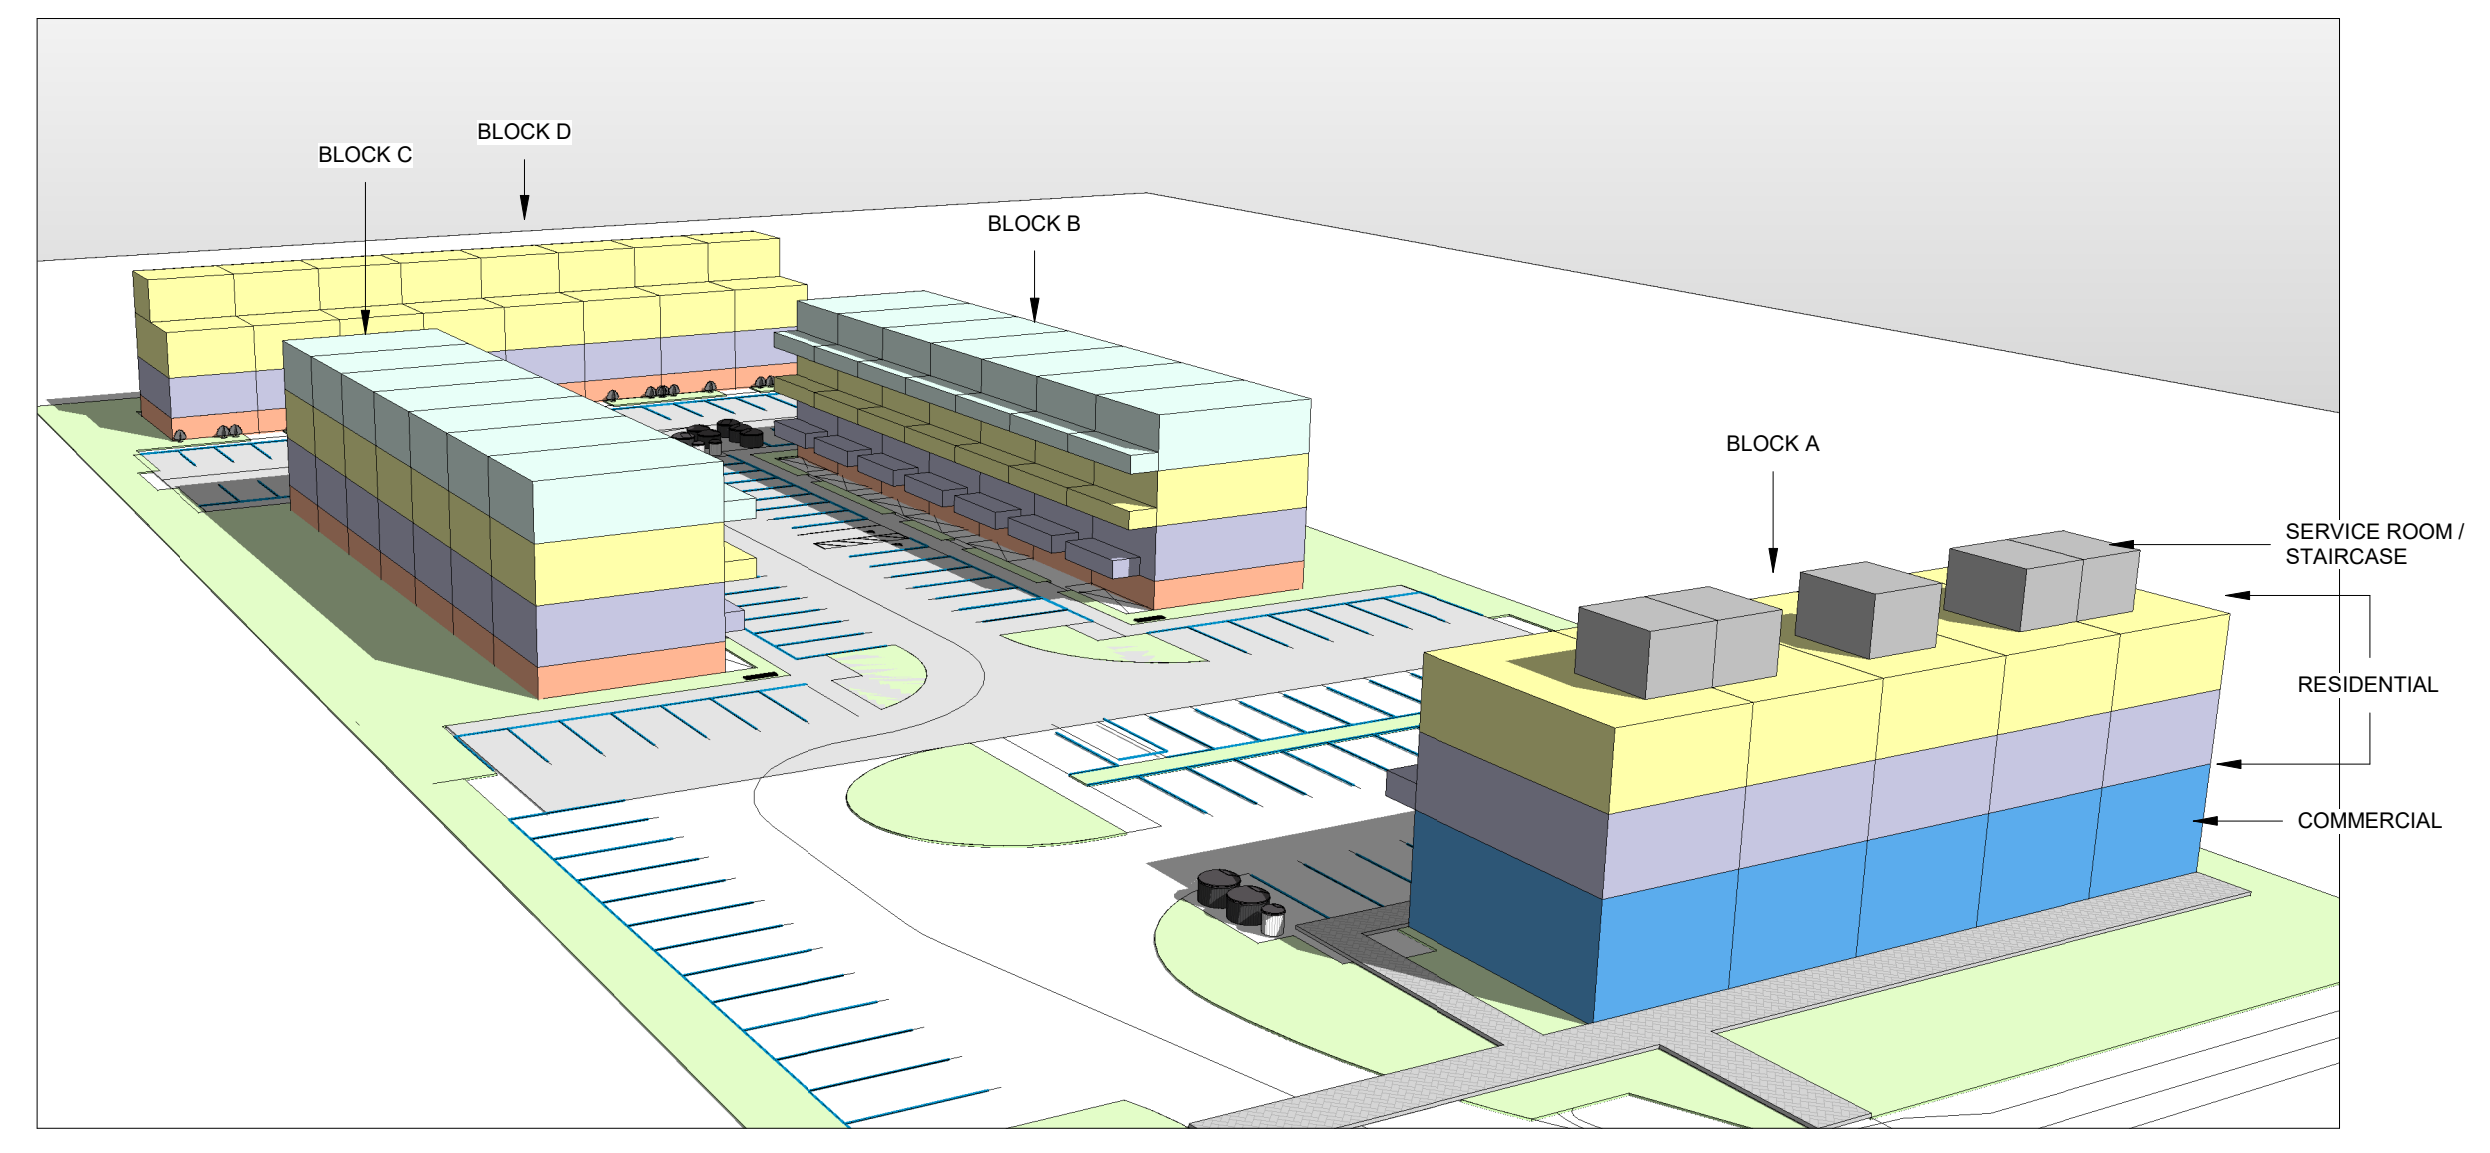 BLOCK D
BLOCK C
BLOCK B
BLOCK A
SERVICE ROOM /
STAIRCASE
RESIDENTIAL
COMMERCIAL